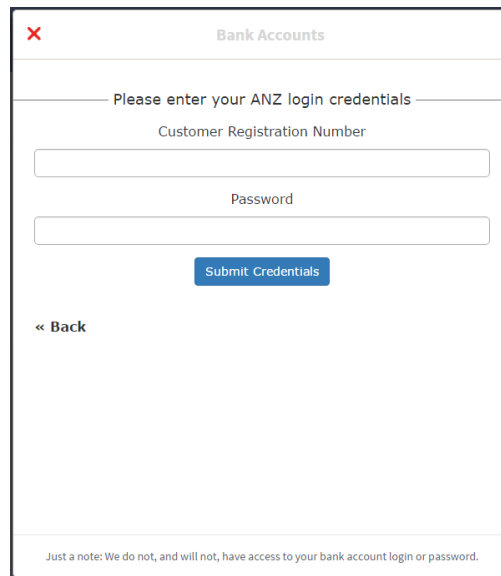 Bank Accounts
Please enter your ANZ login credentials
Customer Registration Number
Password
Submit Credentials
« Back
Just a note: We do not, and will not, have access to your bank account login or password.